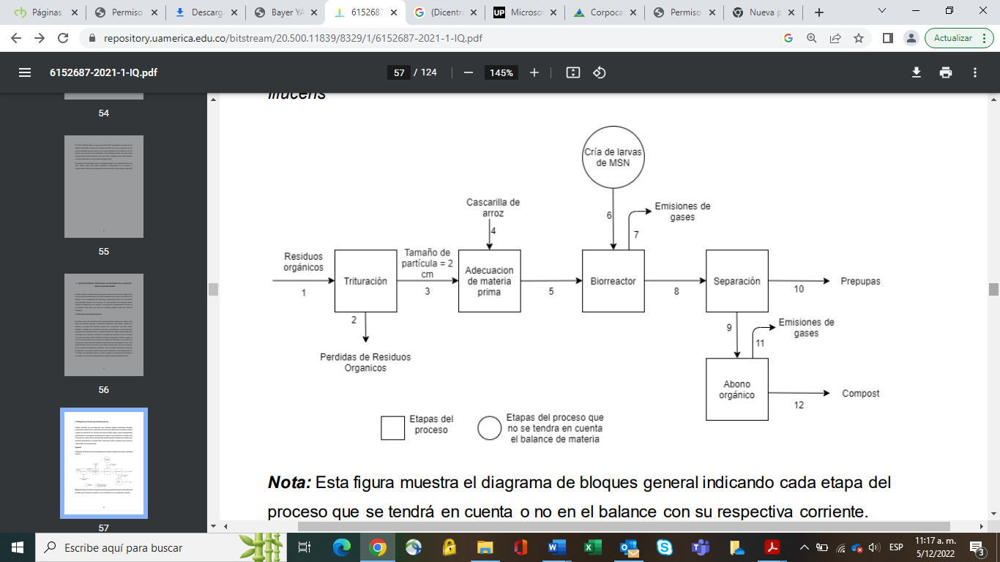 Páginas
Permiso
Descarg
Bayer YA
6152687
(Dicentra
Microsof
Corpoca
Permiso
Nueva p
repository.uamerica.edu.co/bitstream/20.500.11839/8329/1/6152687-2021-1-IQ.pdf
Actualizar
6152687-2021-1-IQ.pdf
57 / 124
145%
54
55
56
57
illucens
Cría de larvas
de MSN
Cascarilla de
arroz
4
6
7
Emisiones de
gases
Residuos
orgánicos
1
Trituración
Tamaño de
partícula = 2
cm
3
Adecuacion
de materia
prima
5
Biorreactor
8
Separación
10
Prepupas
2
Perdidas de Residuos
Organicos
9
11
Emisiones de
gases
Abono
orgánico
12
Compost
Etapas del
proceso
Etapas del proceso que
no se tendra en cuenta
el balance de materia
Nota: Esta figura muestra el diagrama de bloques general indicando cada etapa del
proceso que se tendrá en cuenta o no en el balance con su respectiva corriente.
Escribe aquí para buscar
ESP
11:17 a. m.
5/12/2022
3